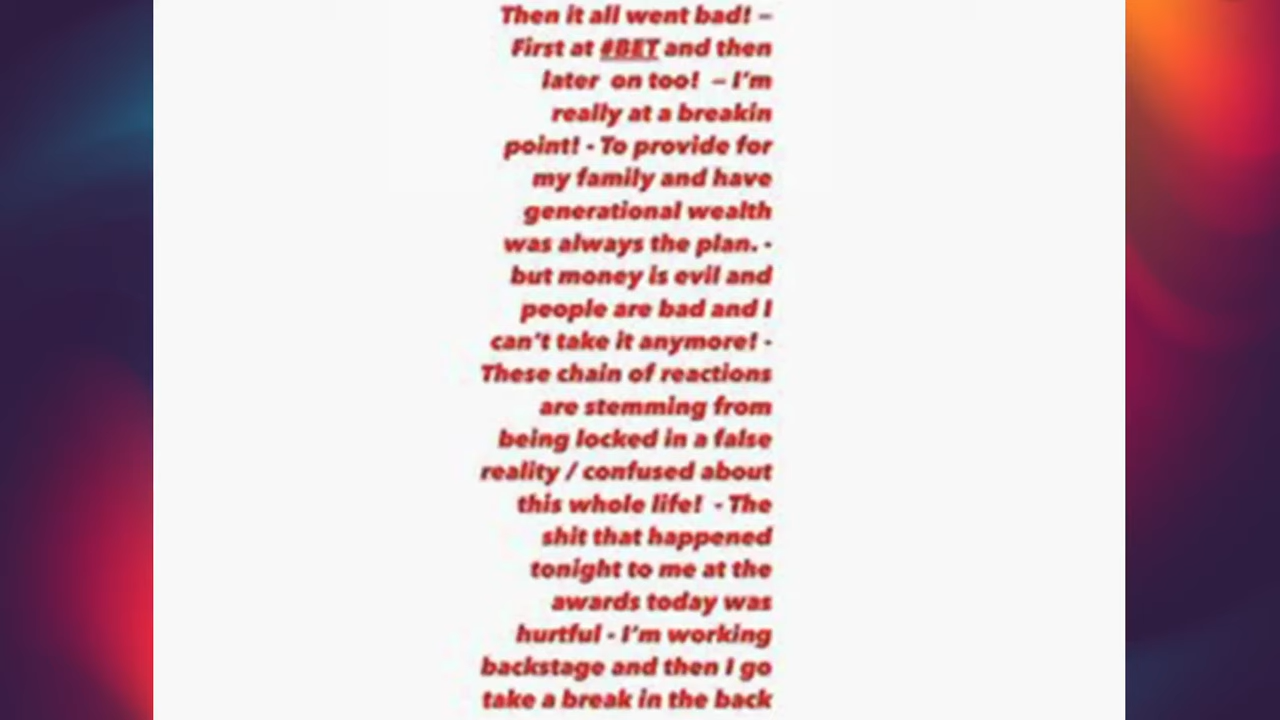 Then it all went bad! –
First at #BET and then
later on too! – I'm
really at a breakin
point! - To provide for
my family and have
generational wealth
was always the plan. -
but money is evil and
people are bad and I
can't take it anymore! -
These chain of reactions
are stemming from
being locked in a false
reality / confused about
this whole life! - The
shit that happened
tonight to me at the
awards today was
hurtful - I'm working
backstage and then I go
take a break in the back